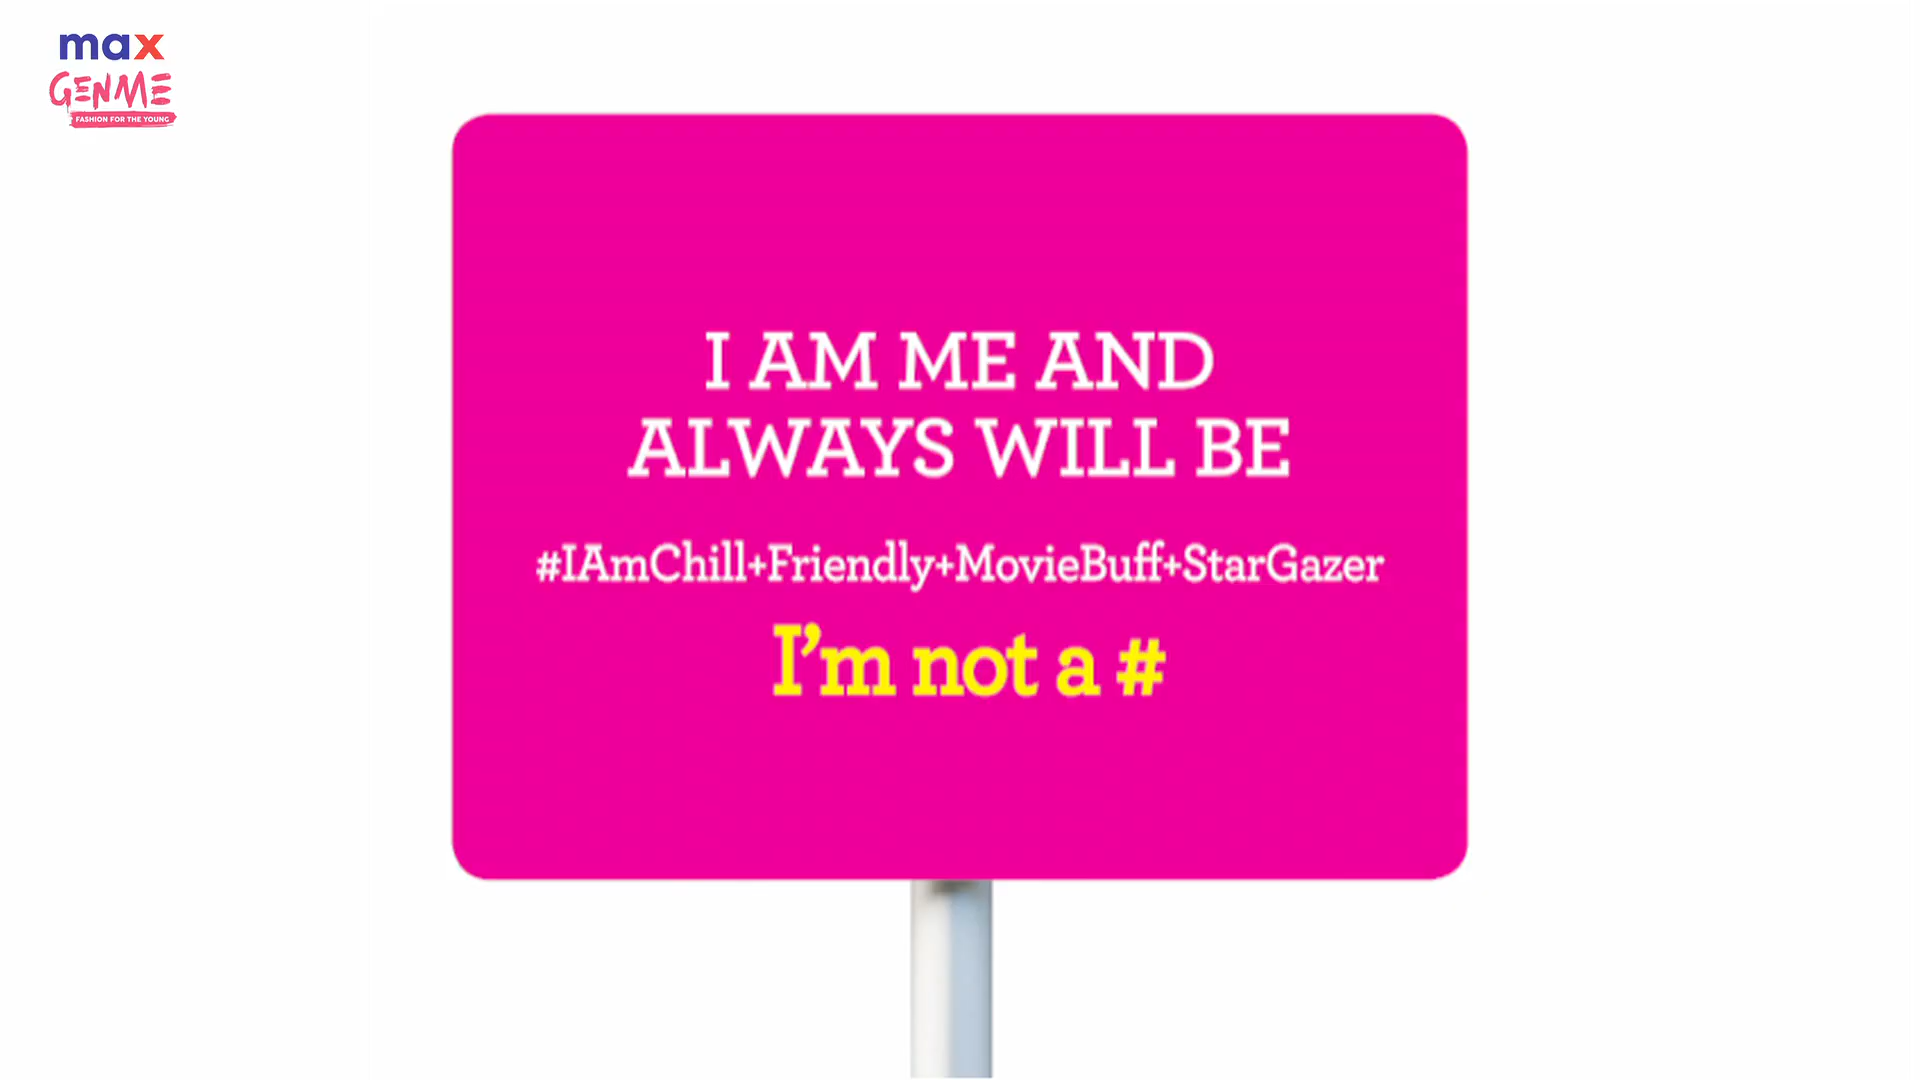 max
GENME
FASHION FOR THE YOUNG
I AM ME AND
ALWAYS WILL BE
#IAmChill+Friendly+MovieBuff+StarGazer
I'm not a #